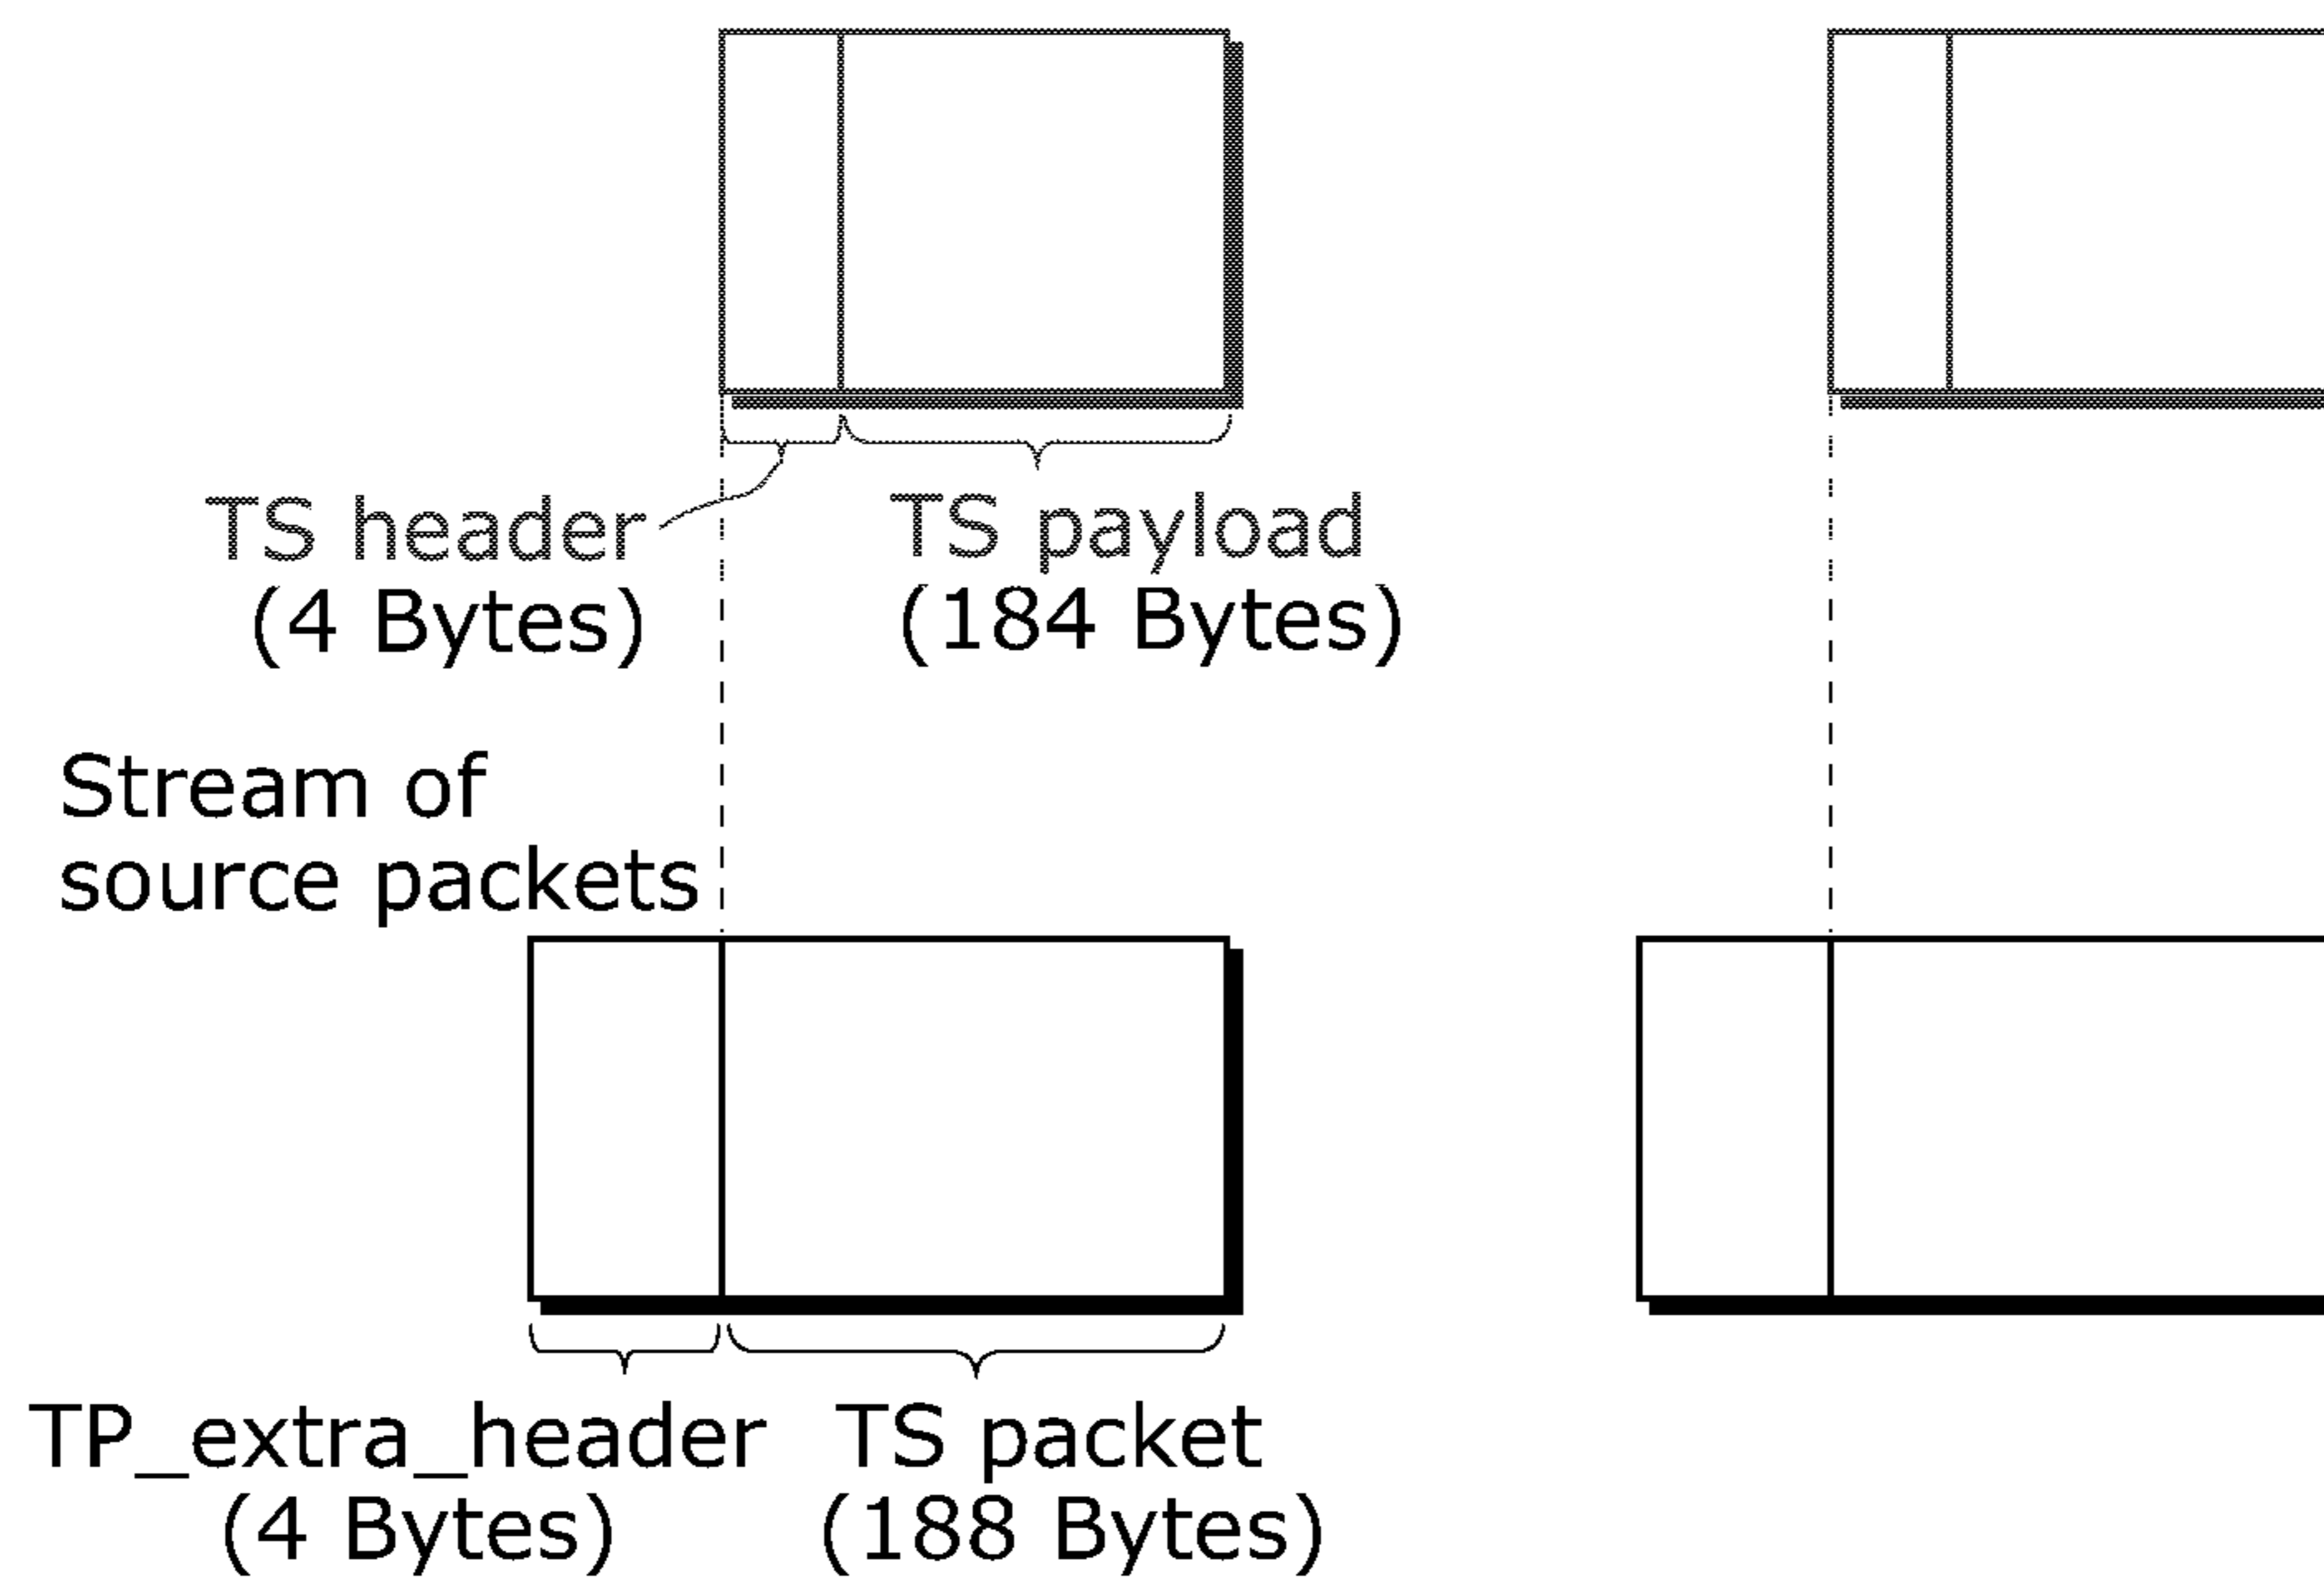 TS header
(4 Bytes)
TS payload
(184 Bytes)
Stream of
source packets
TP_extra_header
(4 Bytes)
TS packet
(188 Bytes)